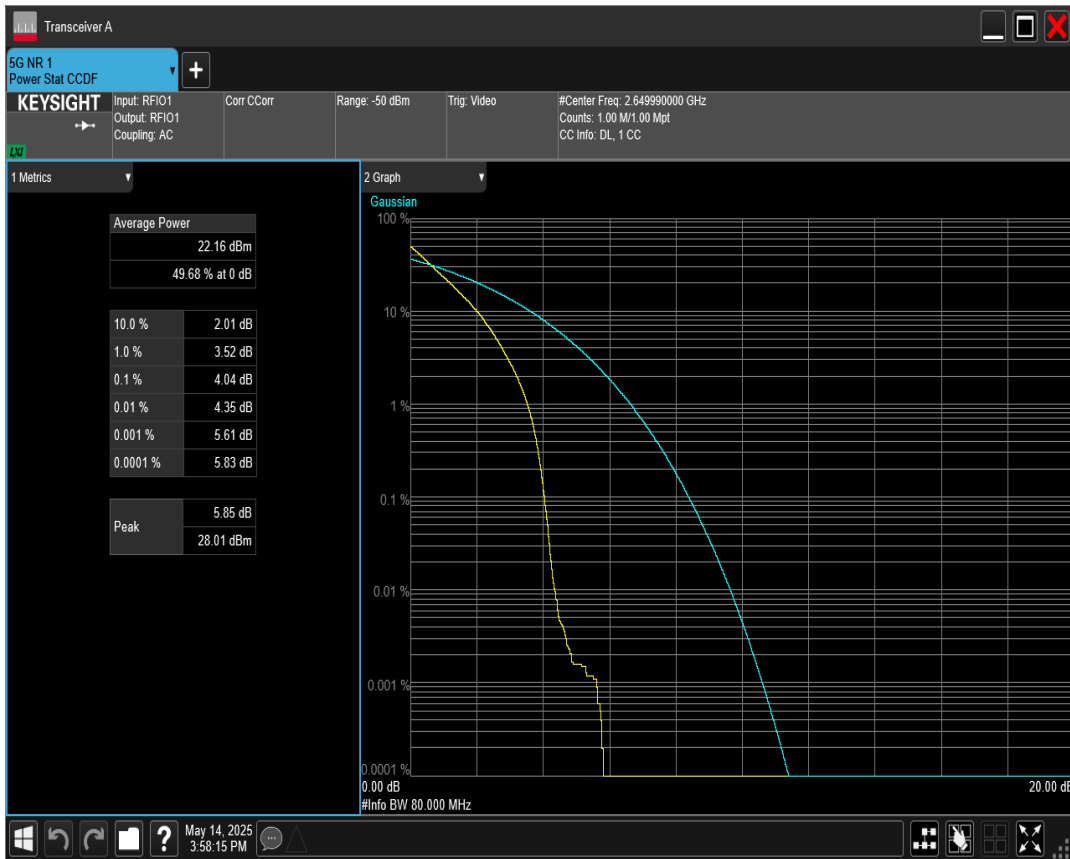 Transceiver A
5G NR 1
Power Stat CCDF
+
KEYSIGHT
LXI
Input: RFIO1
Output: RFIO1
Coupling: AC
Corr CCorr
Range: -50 dBm
Trig: Video
#Center Freq: 2.649990000 GHz
Counts: 1.00 M/1.00 Mpt
CC Info: DL, 1 CC
1 Metrics
Average Power
22.16 dBm
49.68 % at 0 dB
10.0 % 2.01 dB
1.0 % 3.52 dB
0.1 % 4.04 dB
0.01 % 4.35 dB
0.001 % 5.61 dB
0.0001 % 5.83 dB
Peak 5.85 dB
28.01 dBm
2 Graph
Gaussian
100 %
10 %
1 %
0.1 %
0.01 %
0.001 %
0.0001 %
0.00 dB 20.00 dB
#Info BW 80.000 MHz
? May 14, 2025
3:58:15 PM